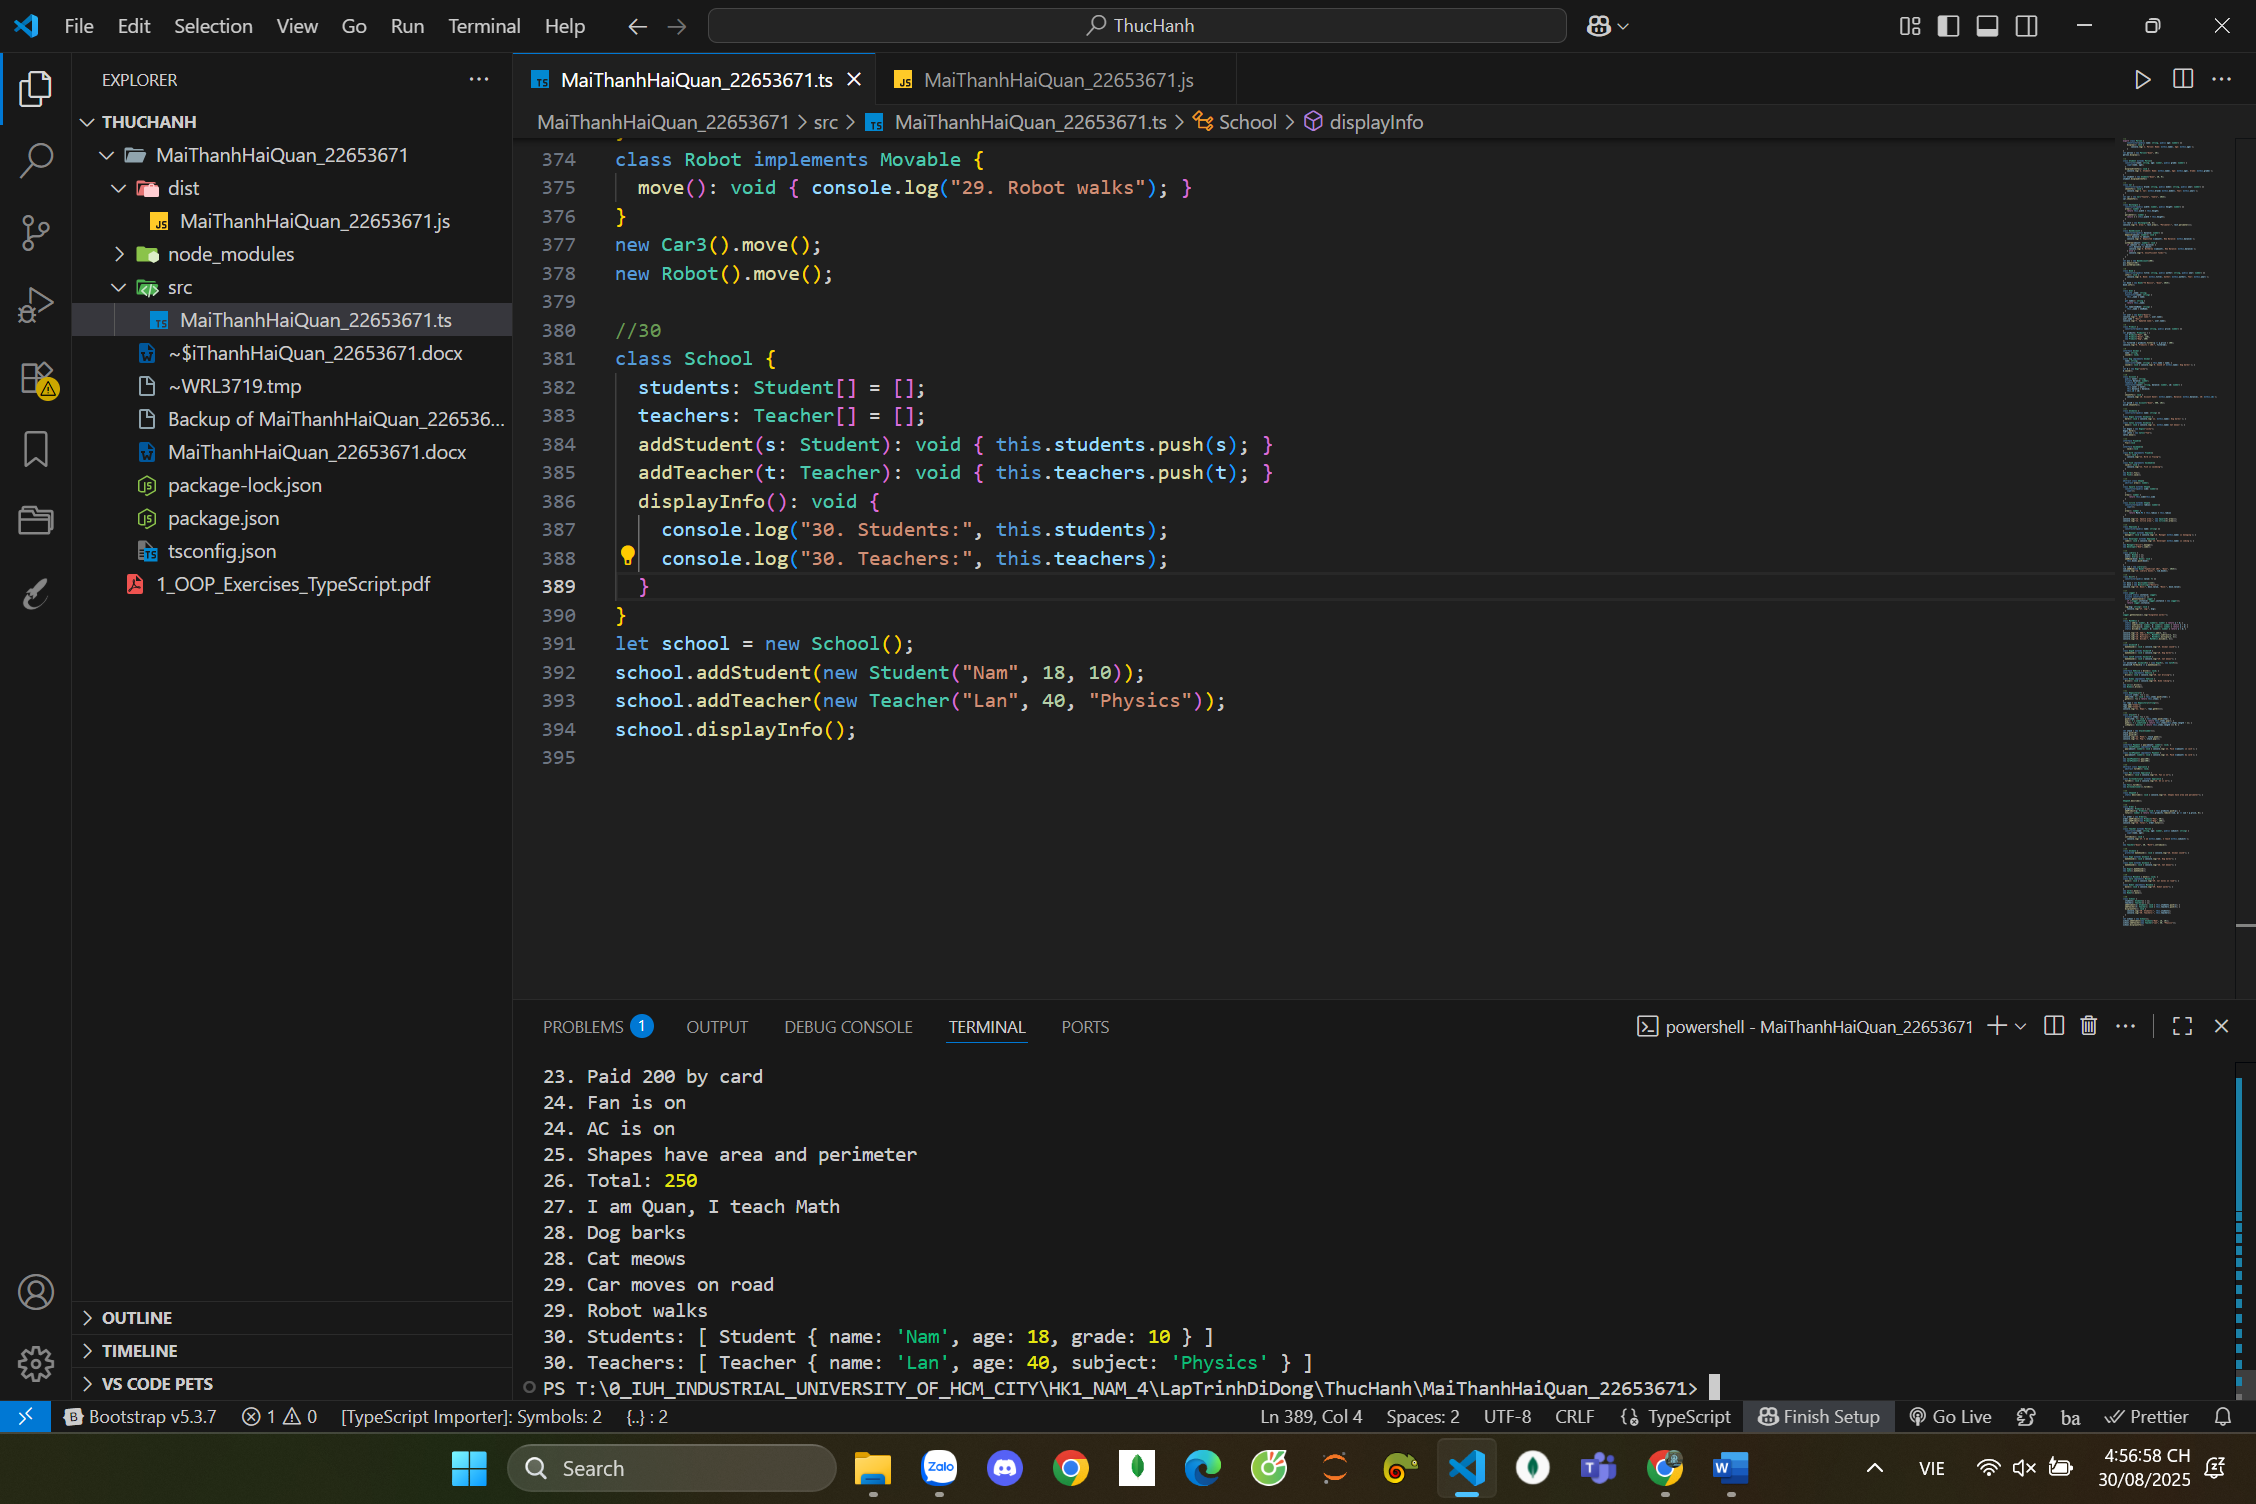 File Edit Selection View Go Run Terminal Help
ThucHanh
EXPLORER
THUCHANH
MaiThanhHaiQuan_22653671
dist
MaiThanhHaiQuan_22653671.js
node_modules
src
MaiThanhHaiQuan_22653671.ts
~$iThanhHaiQuan_22653671.docx
~WRL3719.tmp
Backup of MaiThanhHaiQuan_226536...
MaiThanhHaiQuan_22653671.docx
package-lock.json
package.json
tsconfig.json
1_OOP_Exercises_TypeScript.pdf
OUTLINE
TIMELINE
VS CODE PETS
MaiThanhHaiQuan_22653671.ts
MaiThanhHaiQuan_22653671.js
MaiThanhHaiQuan_22653671 > src > MaiThanhHaiQuan_22653671.ts > School > displayInfo
374 class Robot implements Movable {
375 move(): void { console.log("29. Robot walks"); }
376 }
377 new Car3().move();
378 new Robot().move();
379
380 //30
381 class School {
382 students: Student[] = [];
383 teachers: Teacher[] = [];
384 addStudent(s: Student): void { this.students.push(s); }
385 addTeacher(t: Teacher): void { this.teachers.push(t); }
386 displayInfo(): void {
387 console.log("30. Students:", this.students);
388 console.log("30. Teachers:", this.teachers);
389 }
390 }
391 let school = new School();
392 school.addStudent(new Student("Nam", 18, 10));
393 school.addTeacher(new Teacher("Lan", 40, "Physics"));
394 school.displayInfo();
395
PROBLEMS 1 OUTPUT DEBUG CONSOLE TERMINAL PORTS
powershell - MaiThanhHaiQuan_22653671
23. Paid 200 by card
24. Fan is on
24. AC is on
25. Shapes have area and perimeter
26. Total: 250
27. I am Quan, I teach Math
28. Dog barks
28. Cat meows
29. Car moves on road
29. Robot walks
30. Students: [ Student { name: 'Nam', age: 18, grade: 10 } ]
30. Teachers: [ Teacher { name: 'Lan', age: 40, subject: 'Physics' } ]
PS T:\0_IUH_INDUSTRIAL_UNIVERSITY_OF_HCM_CITY\HK1_NAM_4\LapTrinhDiDong\ThucHanh\MaiThanhHaiQuan_22653671>
Bootstrap v5.3.7 1 0 [TypeScript Importer]: Symbols: 2 {..} : 2
Ln 389, Col 4 Spaces: 2 UTF-8 CRLF TypeScript Finish Setup Go Live ba Prettier
Search
Zalo
VIE
4:56:58 CH
30/08/2025